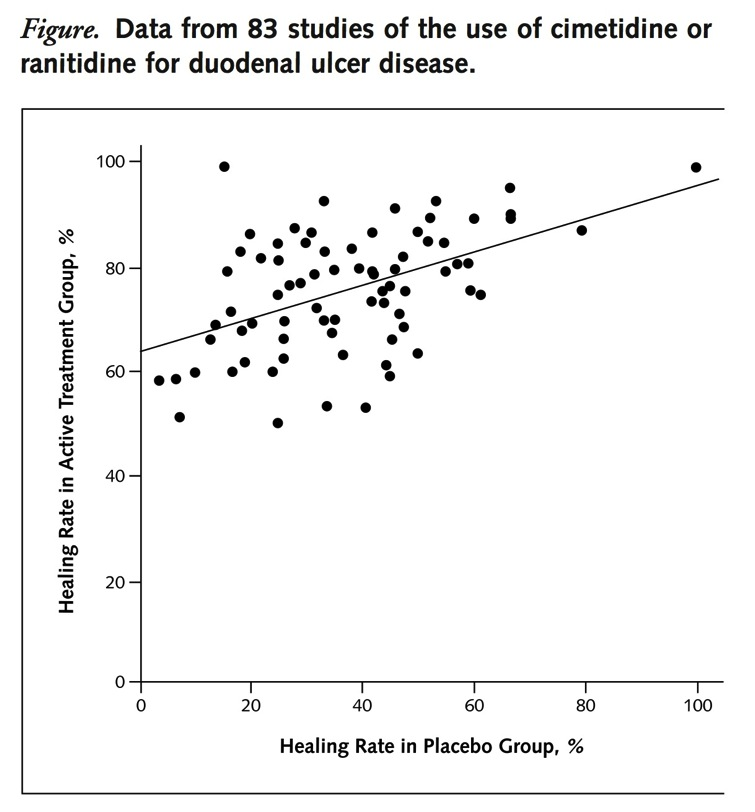 Figure. Data from 83 studies of the use of cimetidine or
ranitidine for duodenal ulcer disease.
100
80
60
40
20
0
Healing Rate in Active Treatment Group, %
0 20 40 60 80 100
Healing Rate in Placebo Group, %